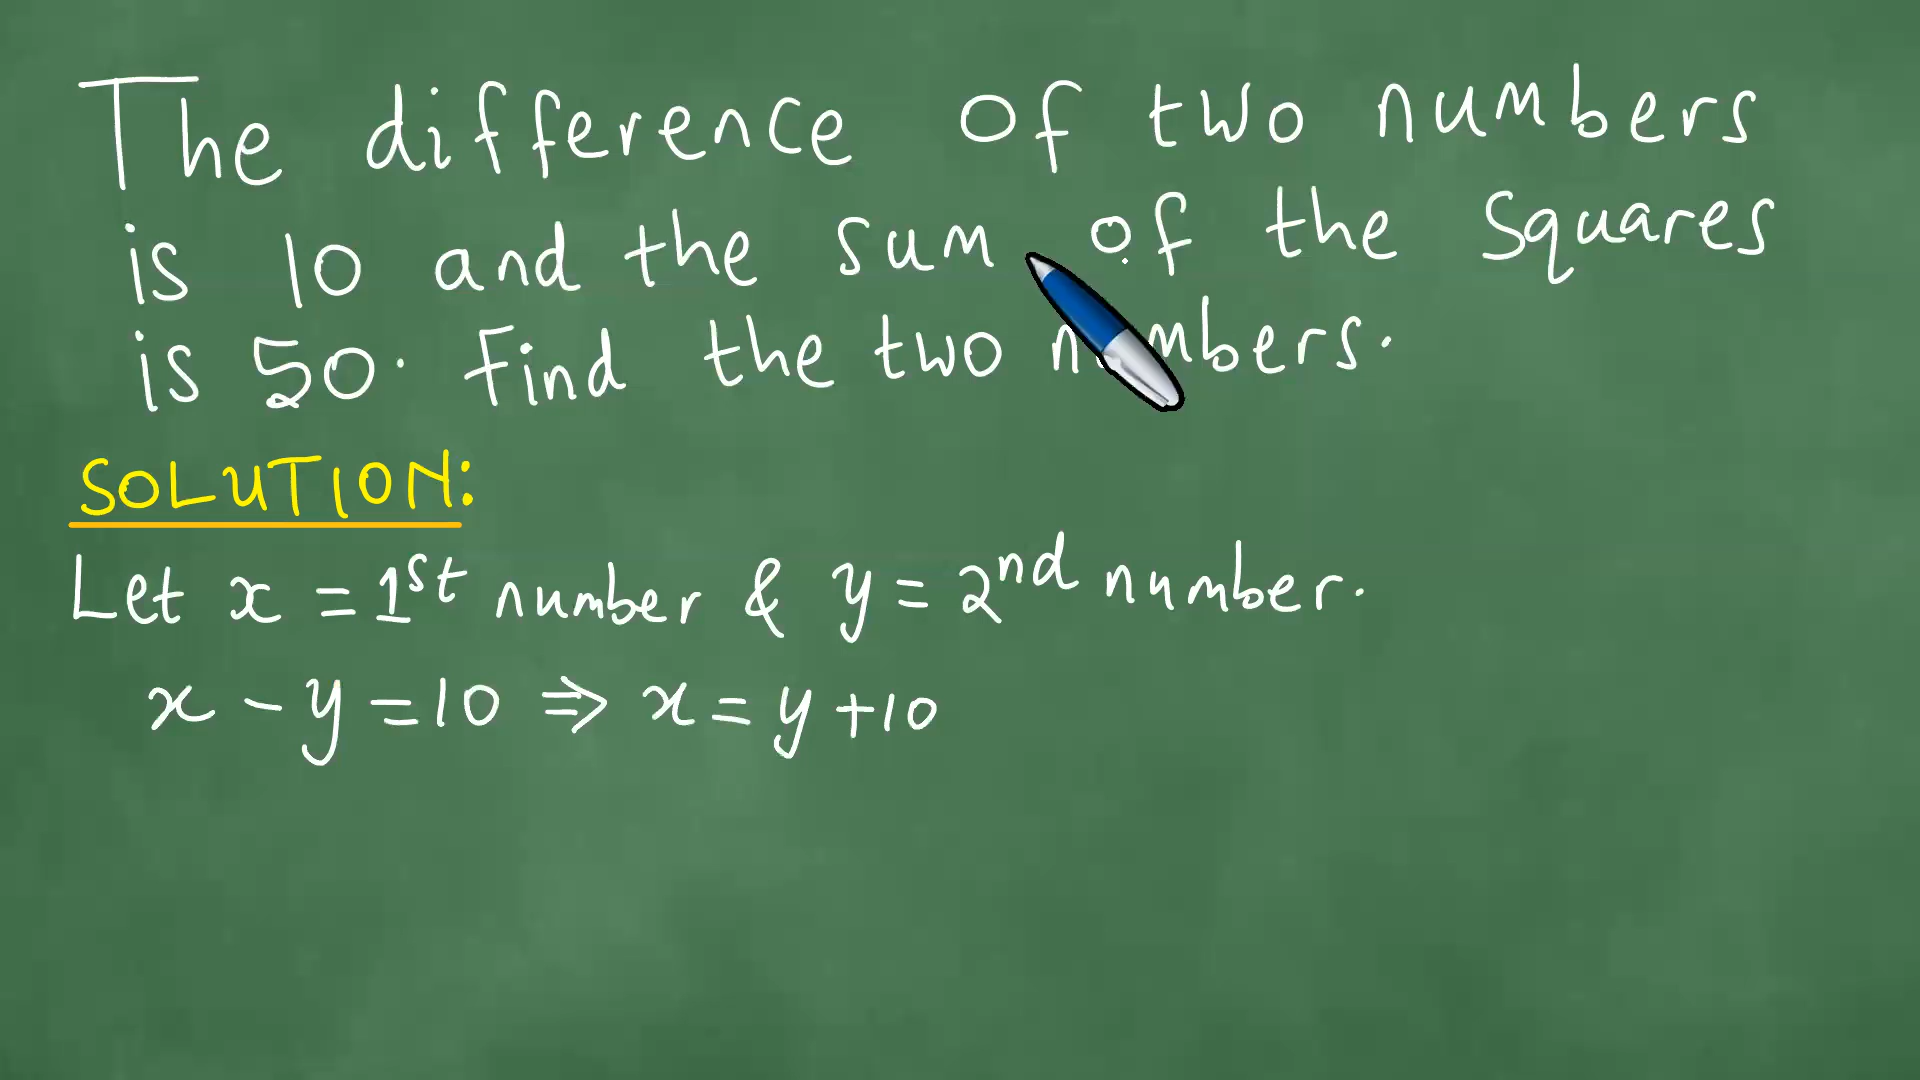 The difference of two numbers
is 10 and the sum of the squares
is 50. Find the two numbers.
SOLUTION:
Let x = 1st number & y = 2nd number.
x - y = 10 ⇒ x = y + 10